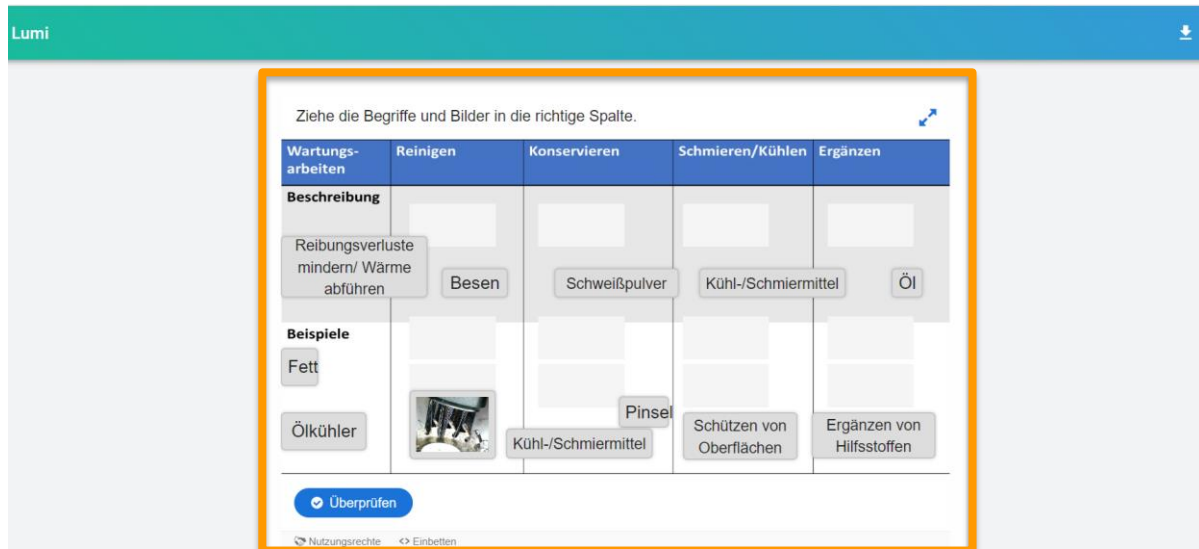 Lumi
Ziehe die Begriffe und Bilder in die richtige Spalte.
Wartungs-
arbeiten
Reinigen
Konservieren
Schmieren/Kühlen
Ergänzen
Beschreibung
Reibungsverluste
mindern/ Wärme
abführen
Besen
Schweißpulver
Kühl-/Schmiermittel
Öl
Beispiele
Fett
Ölkühler
Kühl-/Schmiermittel
Pinsel
Schützen von
Oberflächen
Ergänzen von
Hilfsstoffen
Überprüfen
Nutzungsrechte
<> Einbetten